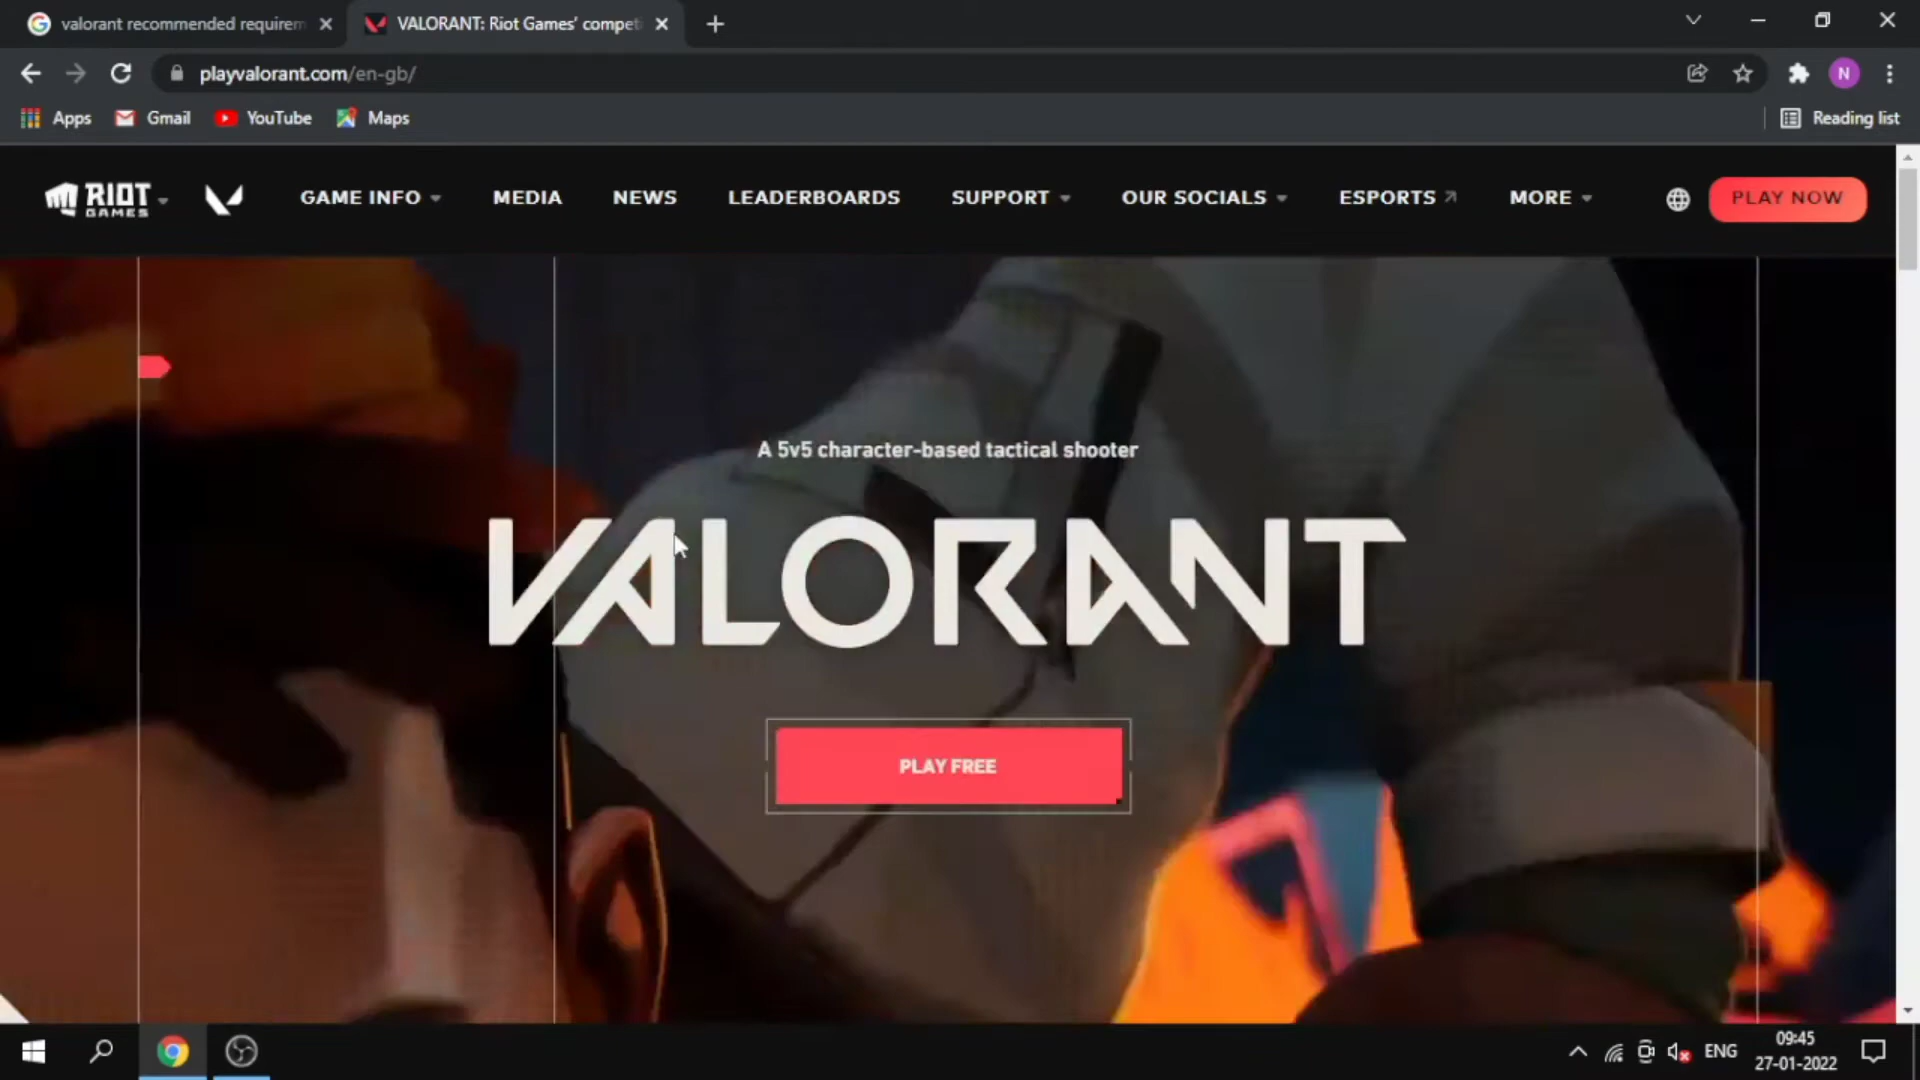 valorant recommended requirem
VALORANT: Riot Games' competi
playvalorant.com/en-gb/
Apps
Gmail
YouTube
Maps
Reading list
N
RIOT
GAMES
GAME INFO
MEDIA
NEWS
LEADERBOARDS
SUPPORT
OUR SOCIALS
ESPORTS
MORE
PLAY NOW
A 5v5 character-based tactical shooter
VALORANT
PLAY FREE
ENG
09:45
27-01-2022